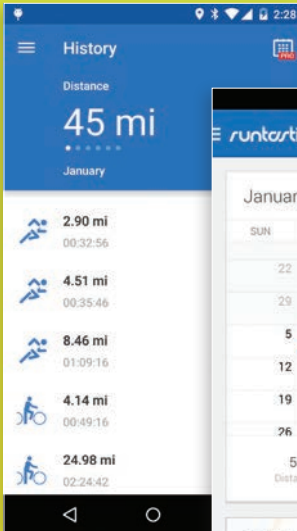 2:28
History
PRO
Distance
45 mi
January
2.90 mi
00:32:56
4.51 mi
00:35:46
8.46 mi
01:09:16
4.14 mi
00:49:16
24.98 mi
02:24:42
SUN
22
29
5
12
19
26
5